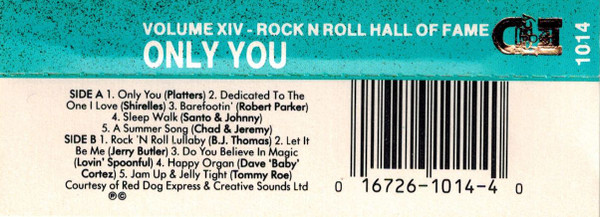 VOLUME XIV - ROCK N ROLL HALL OF FAME
ONLY YOU
1014
SIDE A 1. Only You (Platters) 2. Dedicated To The
One I Love (Shirelles) 3. Barefootin' (Robert Parker)
4. Sleep Walk (Santo & Johnny)
5. A Summer Song (Chad & Jeremy)
SIDE B 1. Rock 'N Roll Lullaby (B.J. Thomas) 2. Let It
Be Me (Jerry Butler) 3. Do You Believe In Magic
(Lovin' Spoonful) 4. Happy Organ (Dave 'Baby'
Cortez) 5. Jam Up & Jelly Tight (Tommy Roe)
Courtesy of Red Dog Express & Creative Sounds Ltd
℗©
0 16726-1014-4 0